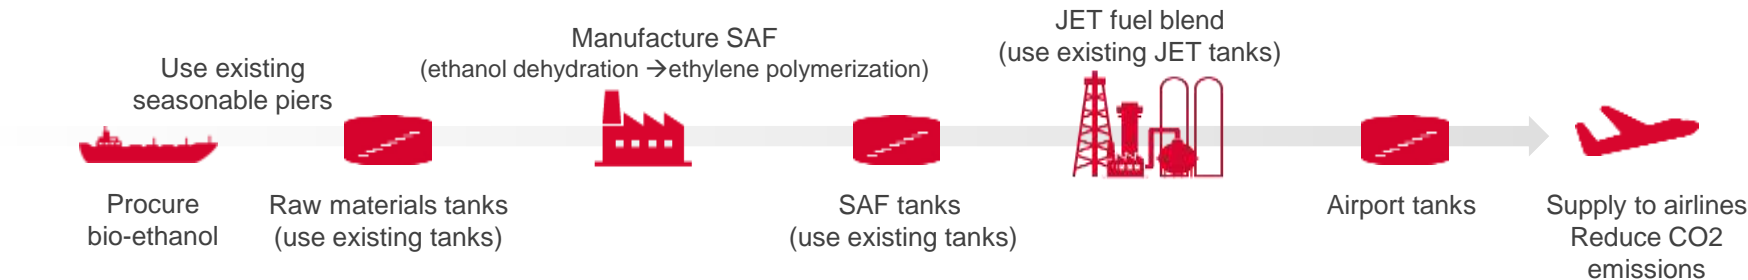 Use existing
seasonable piers
Procure
bio-ethanol
Raw materials tanks
(use existing tanks)
Manufacture SAF
(ethanol dehydration →ethylene polymerization)
SAF tanks
(use existing tanks)
JET fuel blend
(use existing JET tanks)
Airport tanks
Supply to airlines
Reduce CO2
emissions